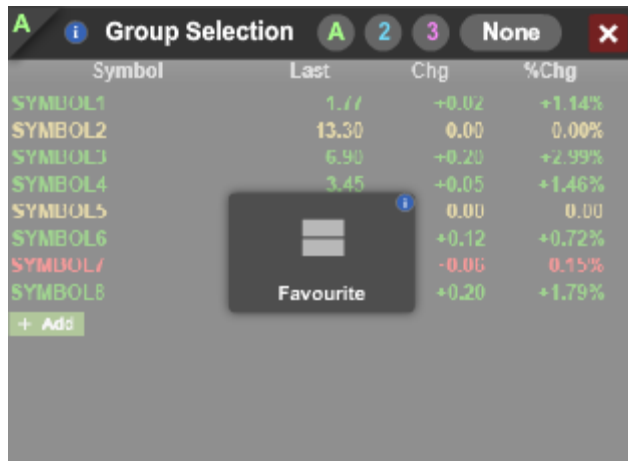 A i Group Selection A 2 3 None ×
Symbol Last Chg %Chg
SYMBOL1 1.77 +0.02 +1.14%
SYMBOL2 13.30 0.00 0.00%
SYMBOL3 6.90 +0.20 +2.99%
SYMBOL4 3.45 +0.05 +1.46%
SYMBOL5 i 0.00 0.00
SYMBOL6 +0.12 +0.72%
SYMBOL7 -0.06 0.15%
SYMBOL8 Favourite +0.20 +1.79%
+ Add